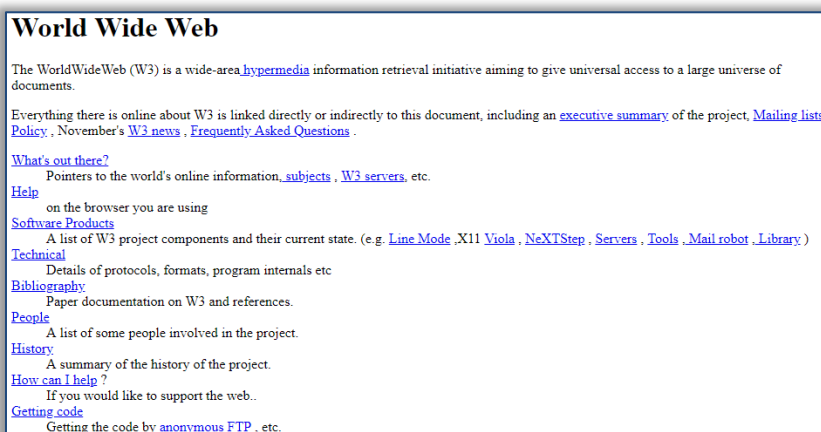 World Wide Web
The WorldWideWeb (W3) is a wide-area hypermedia information retrieval initiative aiming to give universal access to a large universe of
documents.
Everything there is online about W3 is linked directly or indirectly to this document, including an executive summary of the project, Mailing lists
Policy , November's W3 news , Frequently Asked Questions .
What's out there?
Pointers to the world's online information, subjects , W3 servers, etc.
Help
on the browser you are using
Software Products
A list of W3 project components and their current state. (e.g. Line Mode ,X11 Viola , NeXTStep , Servers , Tools , Mail robot , Library )
Technical
Details of protocols, formats, program internals etc
Bibliography
Paper documentation on W3 and references.
People
A list of some people involved in the project.
History
A summary of the history of the project.
How can I help ?
If you would like to support the web..
Getting code
Getting the code by anonymous FTP , etc.